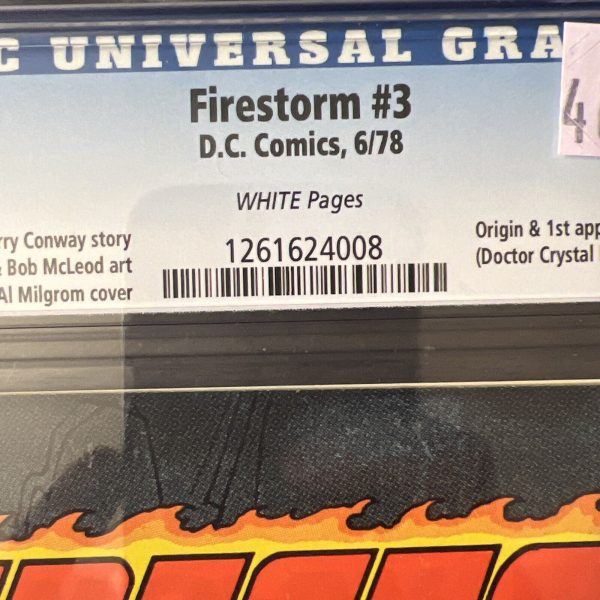 C UNIVERSAL GRA
Firestorm #3
D.C. Comics, 6/78
WHITE Pages
rry Conway story
& Bob McLeod art
Al Milgrom cover
1261624008
Origin & 1st app
(Doctor Crystal
4